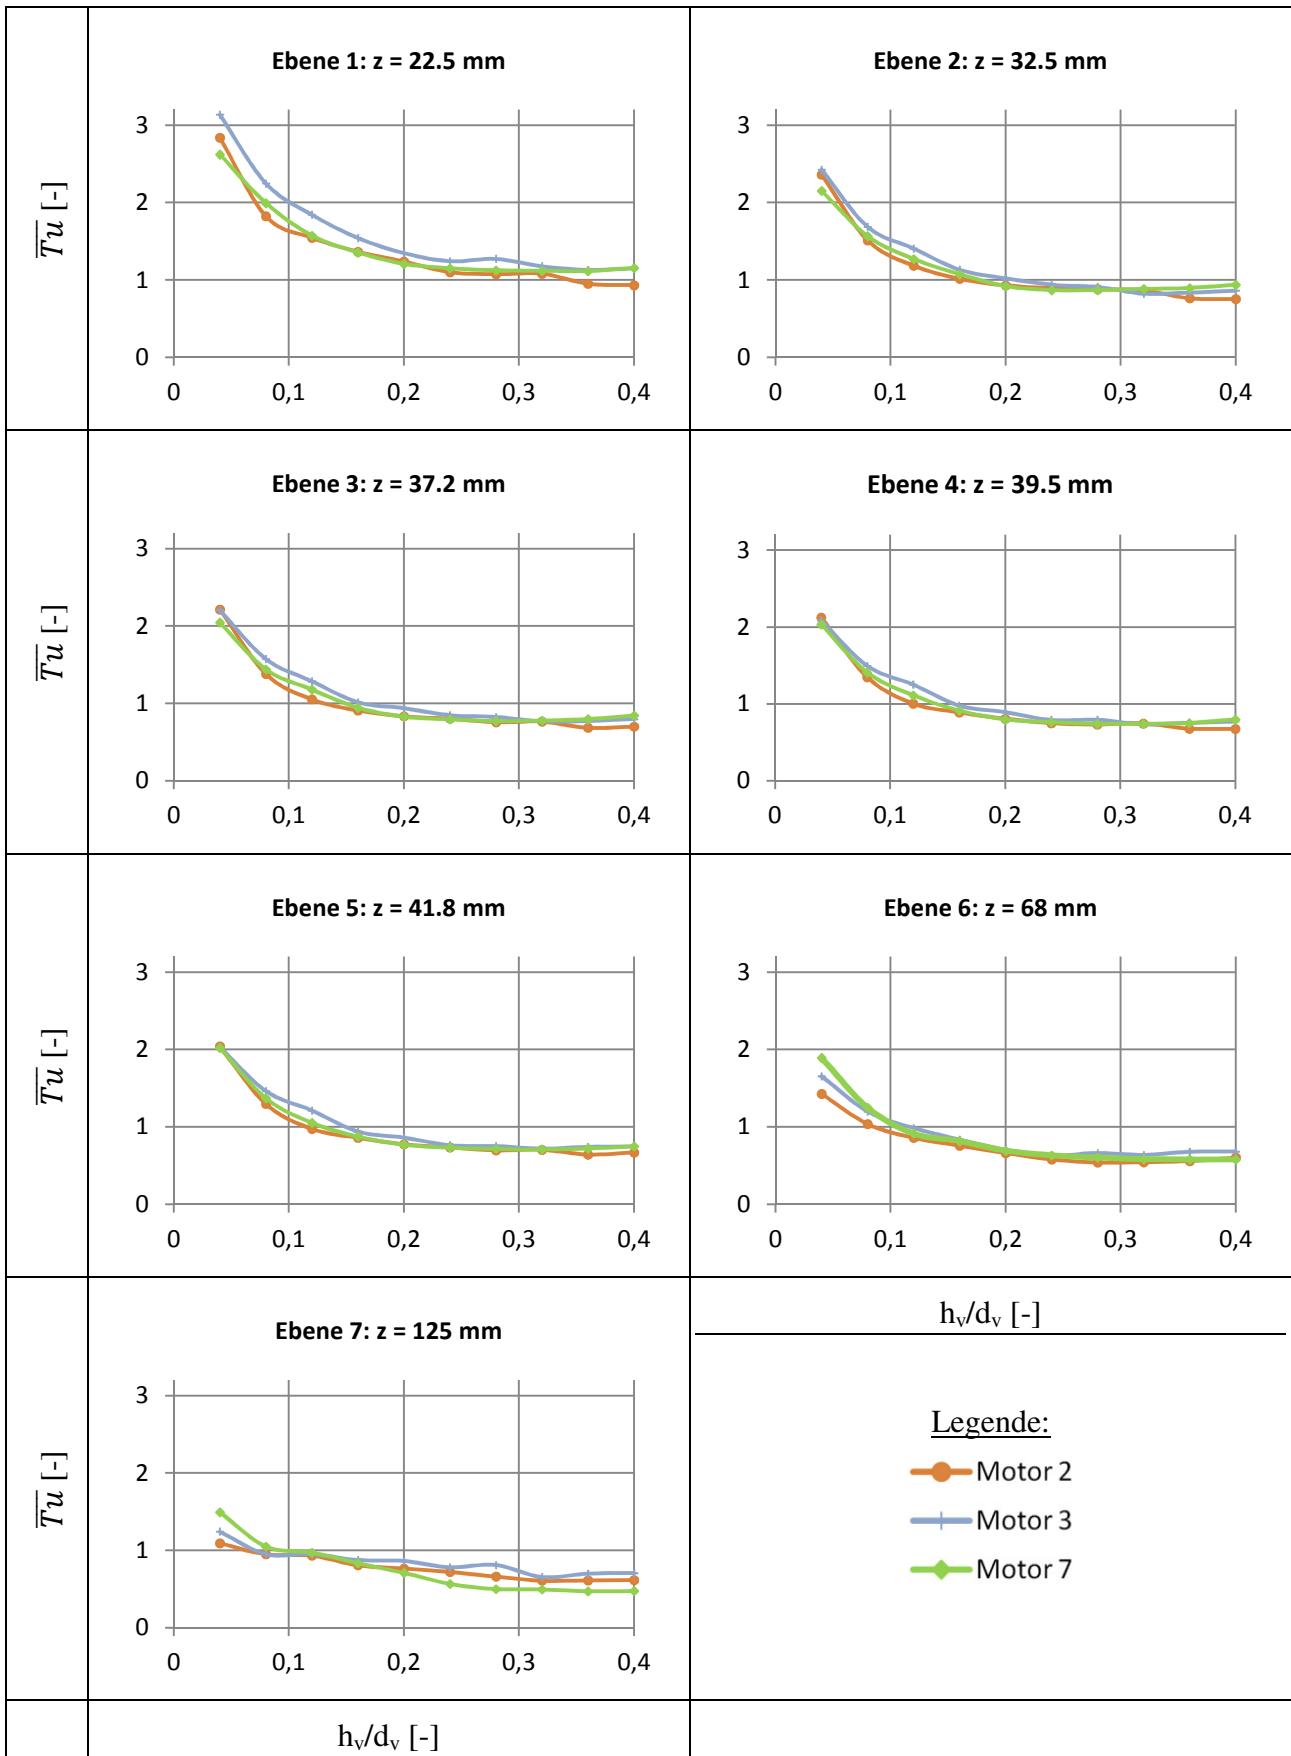 Ebene 1: z = 22.5 mm
Ebene 2: z = 32.5 mm
Tu [-]
3
2
1
0
0 0,1 0,2 0,3 0,4
3
2
1
0
0 0,1 0,2 0,3 0,4
Ebene 3: z = 37.2 mm
Ebene 4: z = 39.5 mm
Tu [-]
3
2
1
0
0 0,1 0,2 0,3 0,4
3
2
1
0
0 0,1 0,2 0,3 0,4
Ebene 5: z = 41.8 mm
Ebene 6: z = 68 mm
Tu [-]
3
2
1
0
0 0,1 0,2 0,3 0,4
3
2
1
0
0 0,1 0,2 0,3 0,4
Ebene 7: z = 125 mm
Tu [-]
3
2
1
0
0 0,1 0,2 0,3 0,4
hv/dv [-]
Legende:
Motor 2
Motor 3
Motor 7
hv/dv [-]